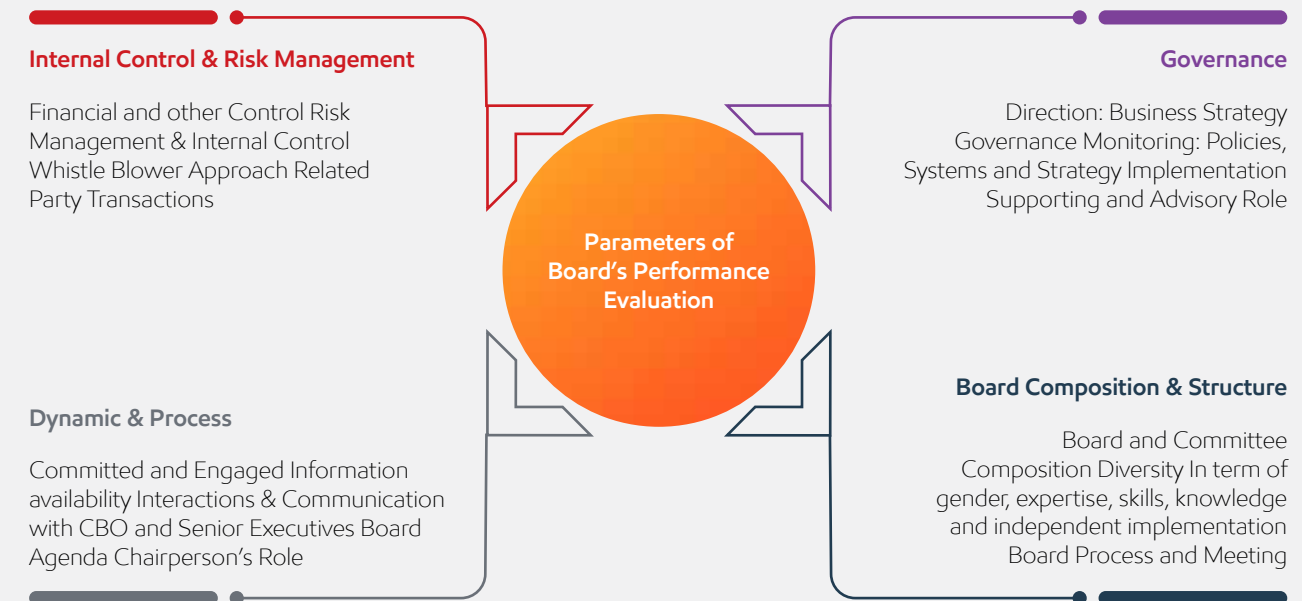 Internal Control & Risk Management
Financial and other Control Risk
Management & Internal Control
Whistle Blower Approach Related
Party Transactions
Governance
Direction: Business Strategy
Governance Monitoring: Policies,
Systems and Strategy Implementation
Supporting and Advisory Role
Parameters of
Board’s Performance
Evaluation
Dynamic & Process
Committed and Engaged Information
availability Interactions & Communication
with CBO and Senior Executives Board
Agenda Chairperson’s Role
Board Composition & Structure
Board and Committee
Composition Diversity In term of
gender, expertise, skills, knowledge
and independent implementation
Board Process and Meeting